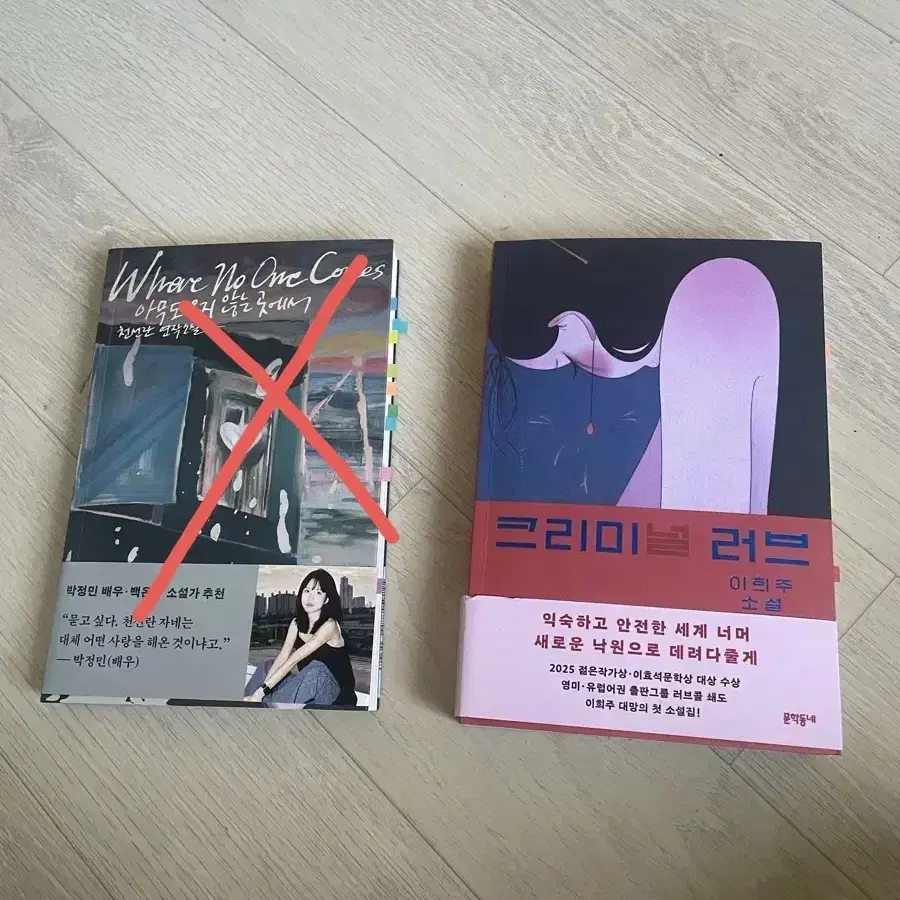 Where No One Comes
아무도 오지 않는 곳에서
천선란 연작소설
박정민 배우·백온유 소설가 추천
“묻고 싶다. 천선란 자네는
대체 어떤 사랑을 해온 것이냐고.”
— 박정민(배우)
크리미널 러브
이희주
소설
익숙하고 안전한 세계 너머
새로운 낙원으로 데려다줄게
2025 젊은작가상·이효석문학상 대상 수상
영미·유럽어권 출판그룹 러브콜 쇄도
이희주 대망의 첫 소설집!
문학동네